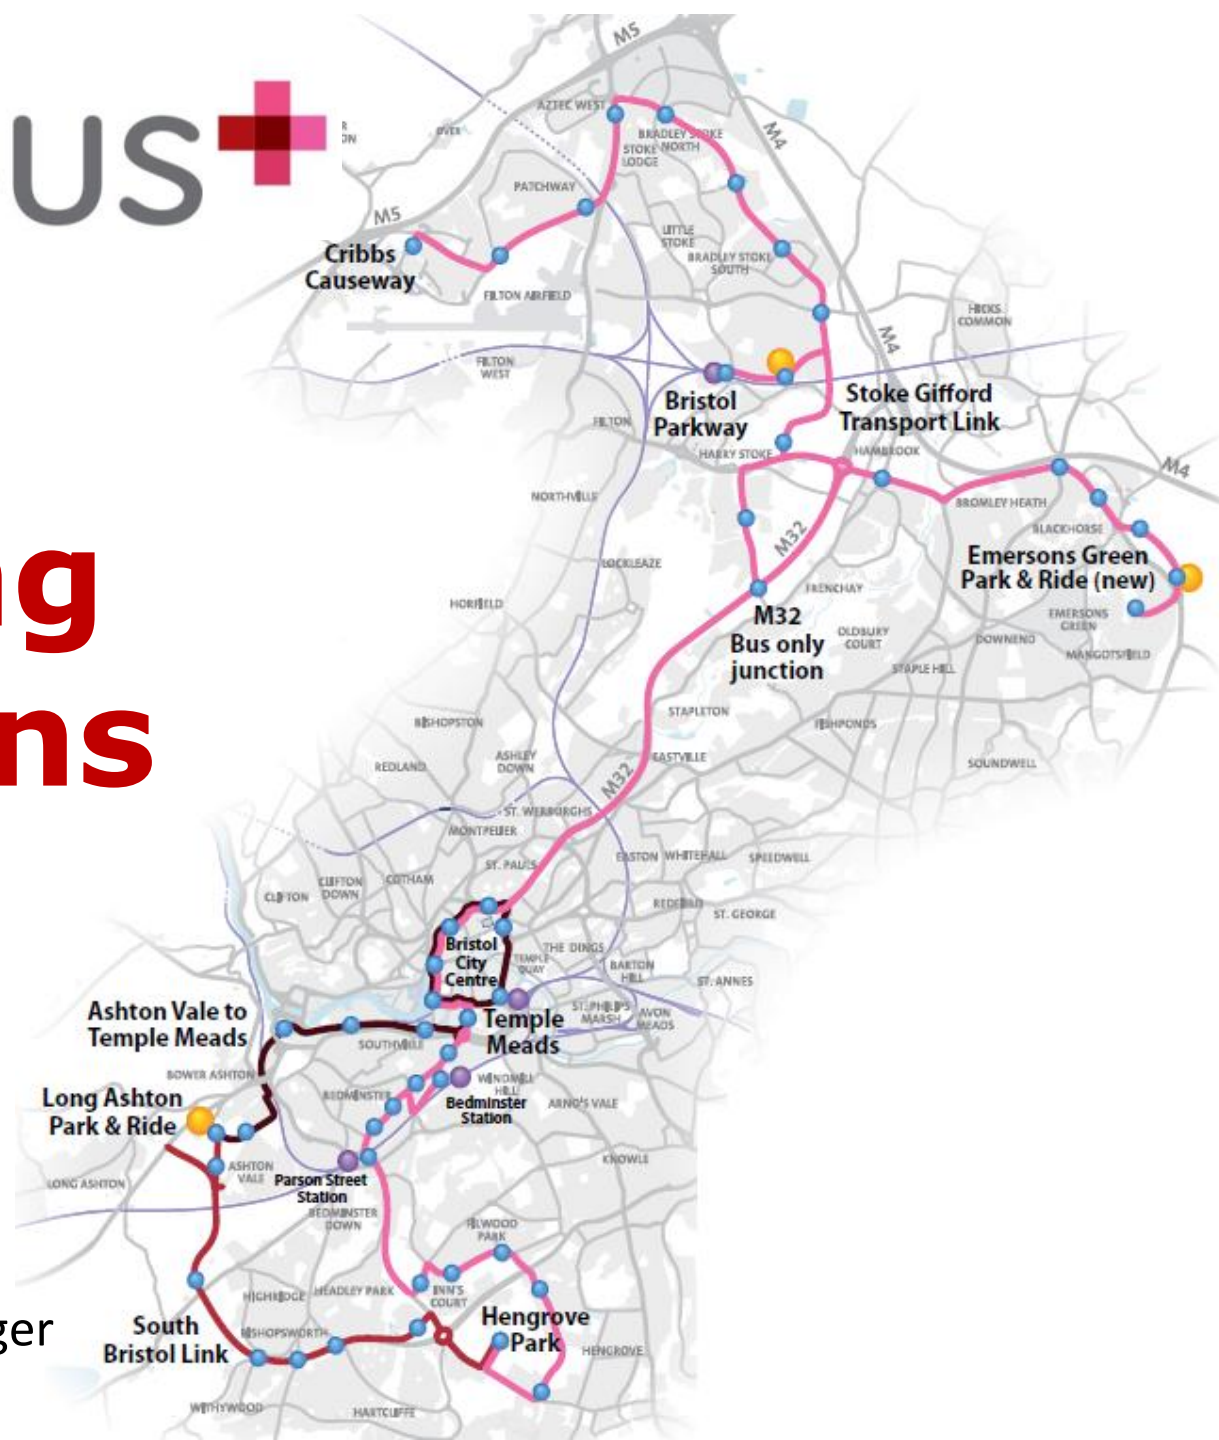 us
M5
AZTEC WEST
OVER
BRADLEY STOKE
NORTH
STOKE
LODGE
M4
PATCHWAY
M5
LITTLE
STOKE
Cribbs
Causeway
BRADLEY STOKE
SOUTH
FILTON AIRFIELD
HICKS
COMMON
M4
FILTON
WEST
Bristol
Parkway
Stoke Gifford
Transport Link
FILTON
HARRY STOKE
HAMBROOK
M4
NORTHVILLE
BROMLEY HEATH
BLACKHORSE
M32
ng
Emersons Green
Park & Ride (new)
LOCKLEAZE
FRENCHAY
HORFIELD
M32
Bus only
junction
EMERSONS
GREEN
OLDBURY
COURT
DOWNEND
MANGOTSFIELD
STAPLE HILL
ns
STAPLETON
BISHOPSTON
FISHPONDS
ASHLEY
DOWN
EASTVILLE
REDLAND
SOUNDWELL
M32
ST. WERBURGHS
MONTPELIER
ST. PAULS
EASTON
WHITEHALL
SPEEDWELL
CLIFTON
CLIFTON
DOWN
COTHAM
REDFIELD
ST. GEORGE
Bristol
City
Centre
THE DINGS
TEMPLE
QUAY
BARTON
HILL
ST. ANNES
Ashton Vale to
Temple Meads
Temple
Meads
ST PHILIPS
MARSH
AVON
MEADS
SOUTHVILLE
BOWER ASHTON
Long Ashton
Park & Ride
BEDMINSTER
WINDMILL
HILL
Bedminster
Station
ARNO'S VALE
KNOWLE
ASHTON
VALE
LONG ASHTON
Parson Street
Station
BEDMINSTER
DOWN
FILWOOD
PARK
HIGHRIDGE
HEADLEY PARK
INN'S
COURT
Hengrove
Park
ger
South
Bristol Link
BISHOPSWORTH
HENGROVE
WITHYWOOD
HARTCLIFFE